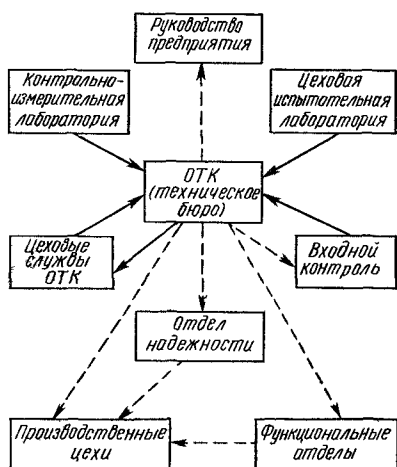 Руководство
предприятия
Контрольно-
измерительная
лаборатория
Цеховая
испытательная
лаборатория
ОТК
(техническое
бюро)
Цеховые
службы
ОТК
Входной
контроль
Отдел
надежности
Производственные
цехи
Функциональные
отделы